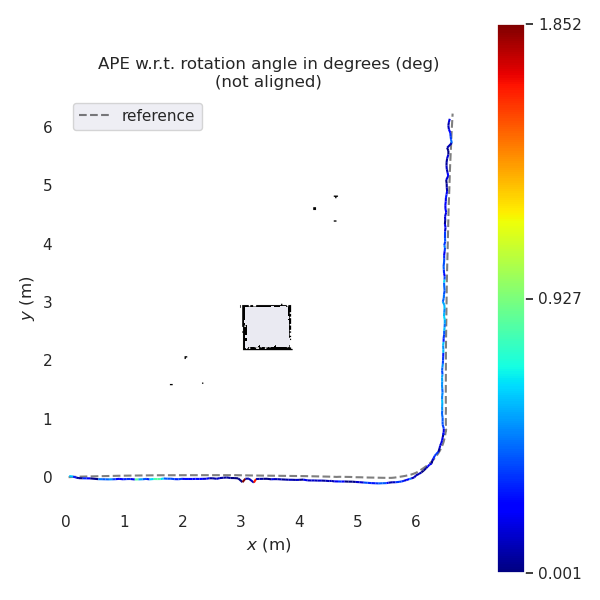 APE w.r.t. rotation angle in degrees (deg)
(not aligned)
reference
1.852
0.927
0.001
6
5
4
3
2
1
0
y (m)
0 1 2 3 4 5 6
x (m)